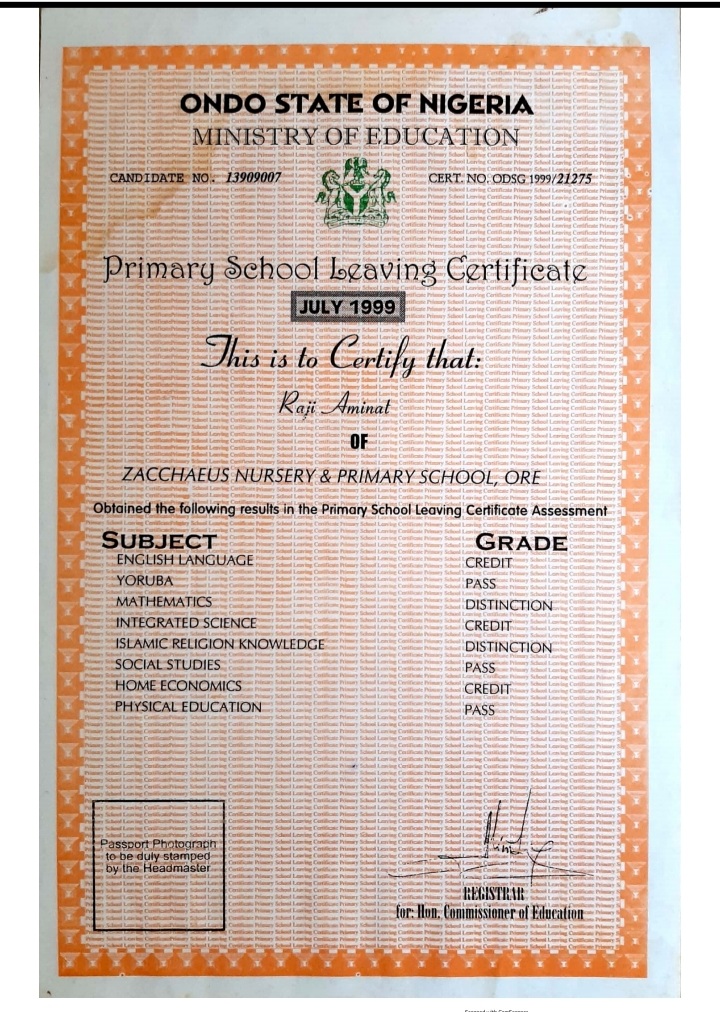 ONDO STATE OF NIGERIA
MINISTRY OF EDUCATION
CANDIDATE NO. 13909007
CERT. NO. ODSG 1999/21275
Primary School Leaving Certificate
JULY 1999
This is to Certify that:
Raji Aminat
OF
ZACCHAEUS NURSERY & PRIMARY SCHOOL, ORE
Obtained the following results in the Primary School Leaving Certificate Assessment
SUBJECT GRADE
ENGLISH LANGUAGE CREDIT
YORUBA PASS
MATHEMATICS DISTINCTION
INTEGRATED SCIENCE CREDIT
ISLAMIC RELIGION KNOWLEDGE DISTINCTION
SOCIAL STUDIES PASS
HOME ECONOMICS CREDIT
PHYSICAL EDUCATION PASS
Passport Photograph
to be duly stamped
by the Headmaster
REGISTRAR
for: Hon. Commissioner of Education